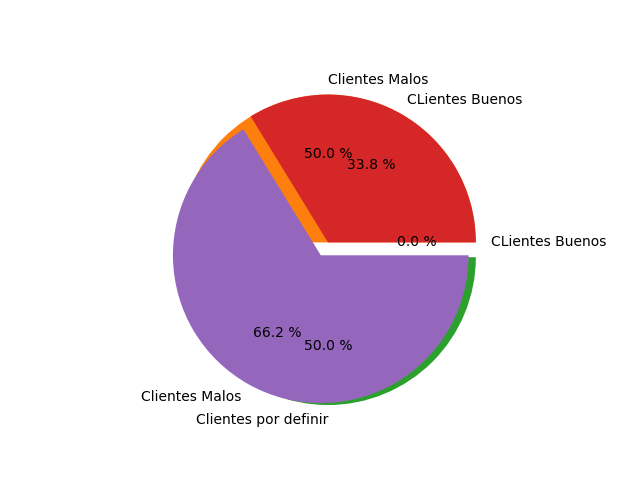 Clientes Malos
CLientes Buenos
50.0 %
33.8 %
0.0 %
CLientes Buenos
66.2 %
50.0 %
Clientes Malos
Clientes por definir